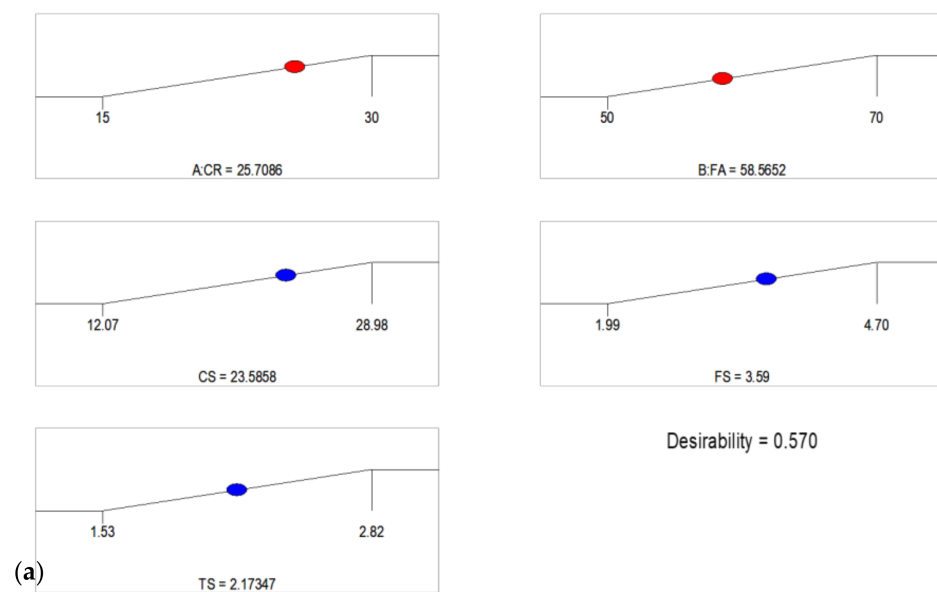 15 30
A:CR = 25.7086
50 70
B:FA = 58.5652
12.07 28.98
CS = 23.5858
1.99 4.70
FS = 3.59
1.53 2.82
TS = 2.17347
Desirability = 0.570
(a)